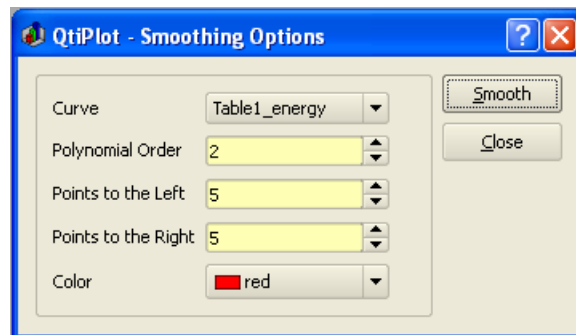 QtiPlot - Smoothing Options
Curve Table1_energy Smooth
Polynomial Order 2 Close
Points to the Left 5
Points to the Right 5
Color red